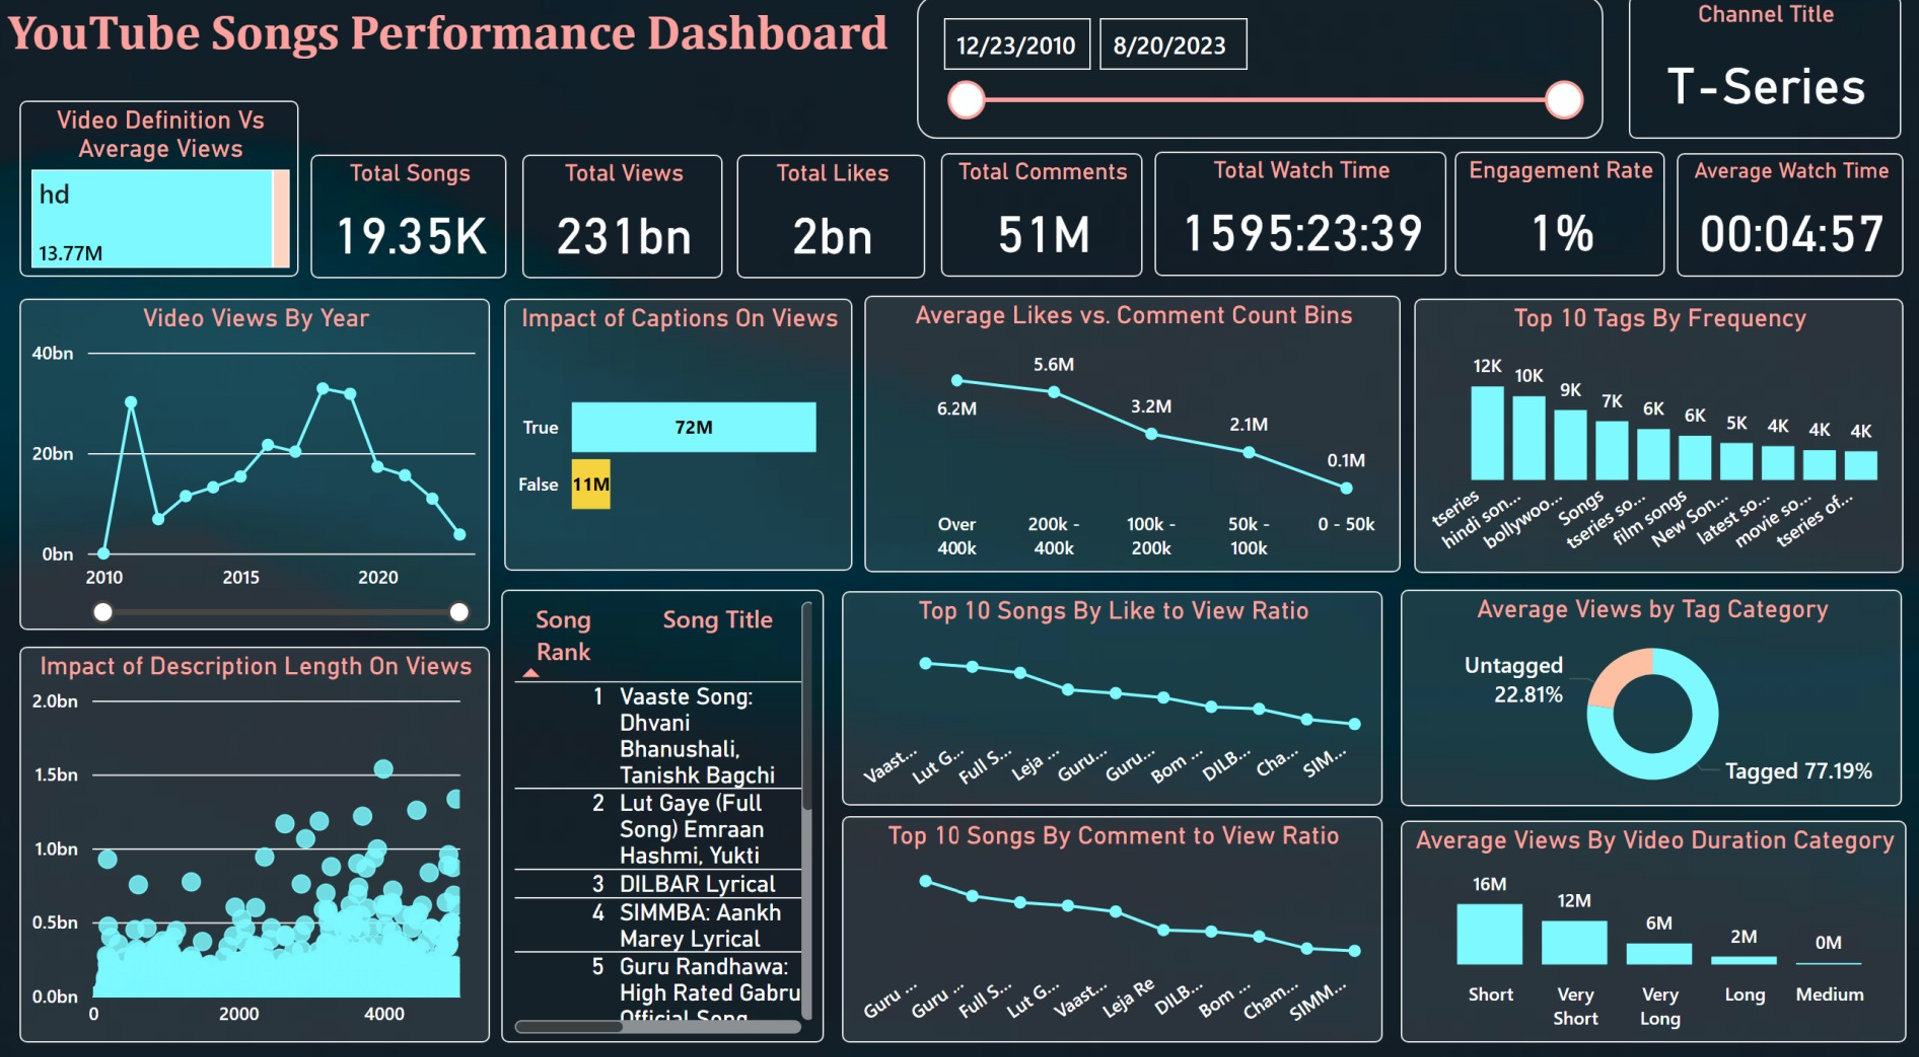 YouTube Songs Performance Dashboard
12/23/2010
8/20/2023
Channel Title
T-Series
Video Definition Vs
Average Views
hd
13.77M
Total Songs
19.35K
Total Views
231bn
Total Likes
2bn
Total Comments
51M
Total Watch Time
1595:23:39
Engagement Rate
1%
Average Watch Time
00:04:57
Video Views By Year
40bn
20bn
0bn
2010 2015 2020
Impact of Captions On Views
True 72M
False 11M
Average Likes vs. Comment Count Bins
6.2M 5.6M 3.2M 2.1M 0.1M
Over
400k
200k -
400k
100k -
200k
50k -
100k
0 - 50k
Top 10 Tags By Frequency
12K 10K 9K 7K 6K 6K 5K 4K 4K 4K
tseries
hindi son...
bollywoo...
Songs
tseries so...
film songs
New Son...
latest so...
movie so...
tseries of...
Impact of Description Length On Views
2.0bn
1.5bn
1.0bn
0.5bn
0.0bn
0 2000 4000
Song
Rank
Song Title
1 Vaaste Song:
Dhvani
Bhanushali,
Tanishk Bagchi
2 Lut Gaye (Full
Song) Emraan
Hashmi, Yukti
3 DILBAR Lyrical
4 SIMMBA: Aankh
Marey Lyrical
5 Guru Randhawa:
High Rated Gabru
Official Song
Top 10 Songs By Like to View Ratio
Vaast...
Lut G...
Full S...
Leja ...
Guru...
Guru...
Bom ...
DILB...
Cha...
SIM...
Top 10 Songs By Comment to View Ratio
Guru ...
Guru ...
Full S...
Lut G...
Vaast...
Leja Re
DILB...
Bom ...
Cham...
SIMM...
Average Views by Tag Category
Untagged
22.81%
Tagged 77.19%
Average Views By Video Duration Category
16M 12M 6M 2M 0M
Short
Very
Short
Very
Long
Long
Medium